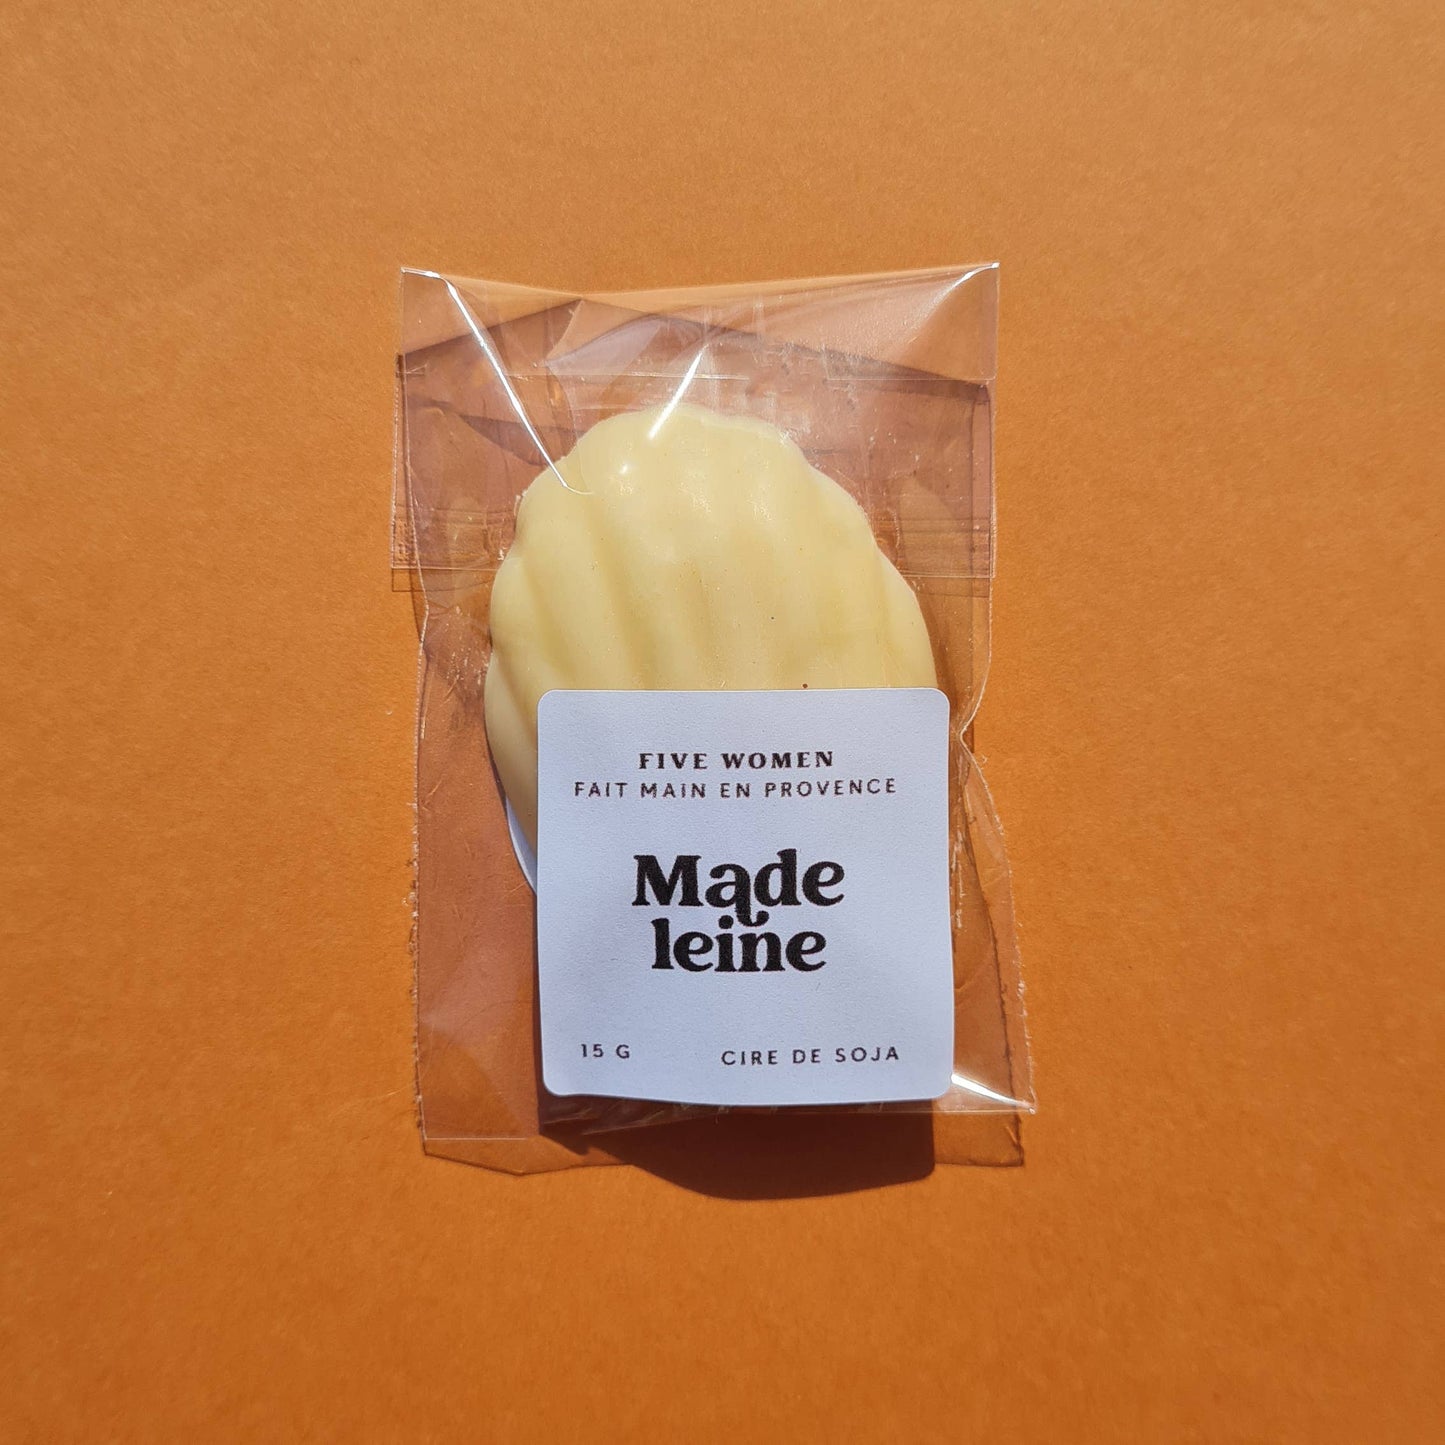 FIVE WOMEN
FAIT MAIN EN PROVENCE
Made
leine
15 G CIRE DE SOJA